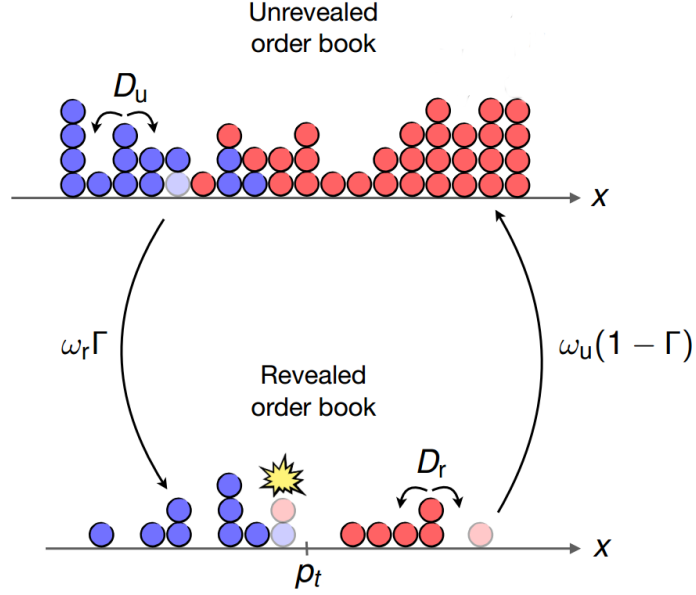 Unrevealed
order book
D_u
x
ω_rΓ
ω_u(1 − Γ)
Revealed
order book
D_r
x
p_t